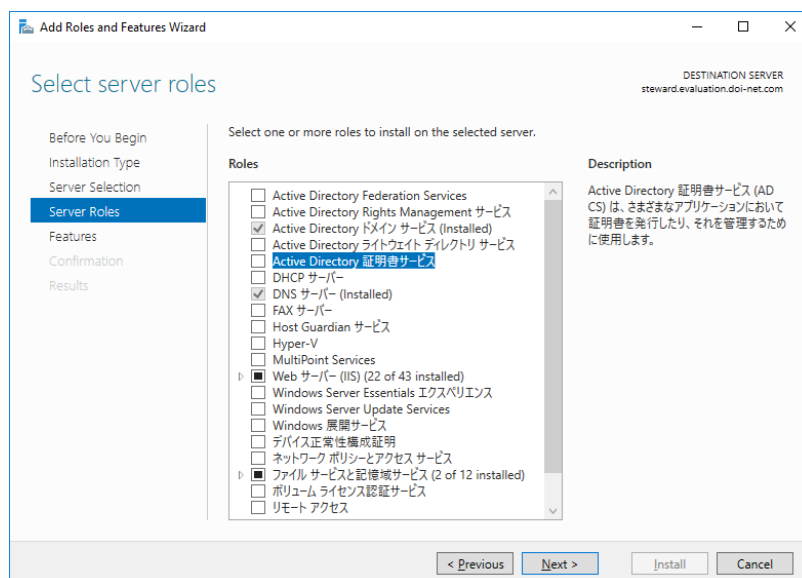 Add Roles and Features Wizard
Select server roles
DESTINATION SERVER
steward.evaluation.doi-net.com
Before You Begin
Installation Type
Server Selection
Server Roles
Features
Confirmation
Results
Select one or more roles to install on the selected server.
Roles
Active Directory Federation Services
Active Directory Rights Management サービス
Active Directory ドメイン サービス (Installed)
Active Directory ライトウェイト ディレクトリ サービス
Active Directory 証明書サービス
DHCP サーバー
DNS サーバー (Installed)
FAX サーバー
Host Guardian サービス
Hyper-V
MultiPoint Services
Web サーバー (IIS) (22 of 43 installed)
Windows Server Essentials エクスペリエンス
Windows Server Update Services
Windows 展開サービス
デバイス正常性構成証明
ネットワーク ポリシーとアクセス サービス
ファイル サービスと記憶域サービス (2 of 12 installed)
ボリューム ライセンス認証サービス
リモート アクセス
Description
Active Directory 証明書サービス (AD
CS) は、さまざまなアプリケーションにおいて
証明書を発行したり、それを管理するため
に使用します。
< Previous
Next >
Install
Cancel